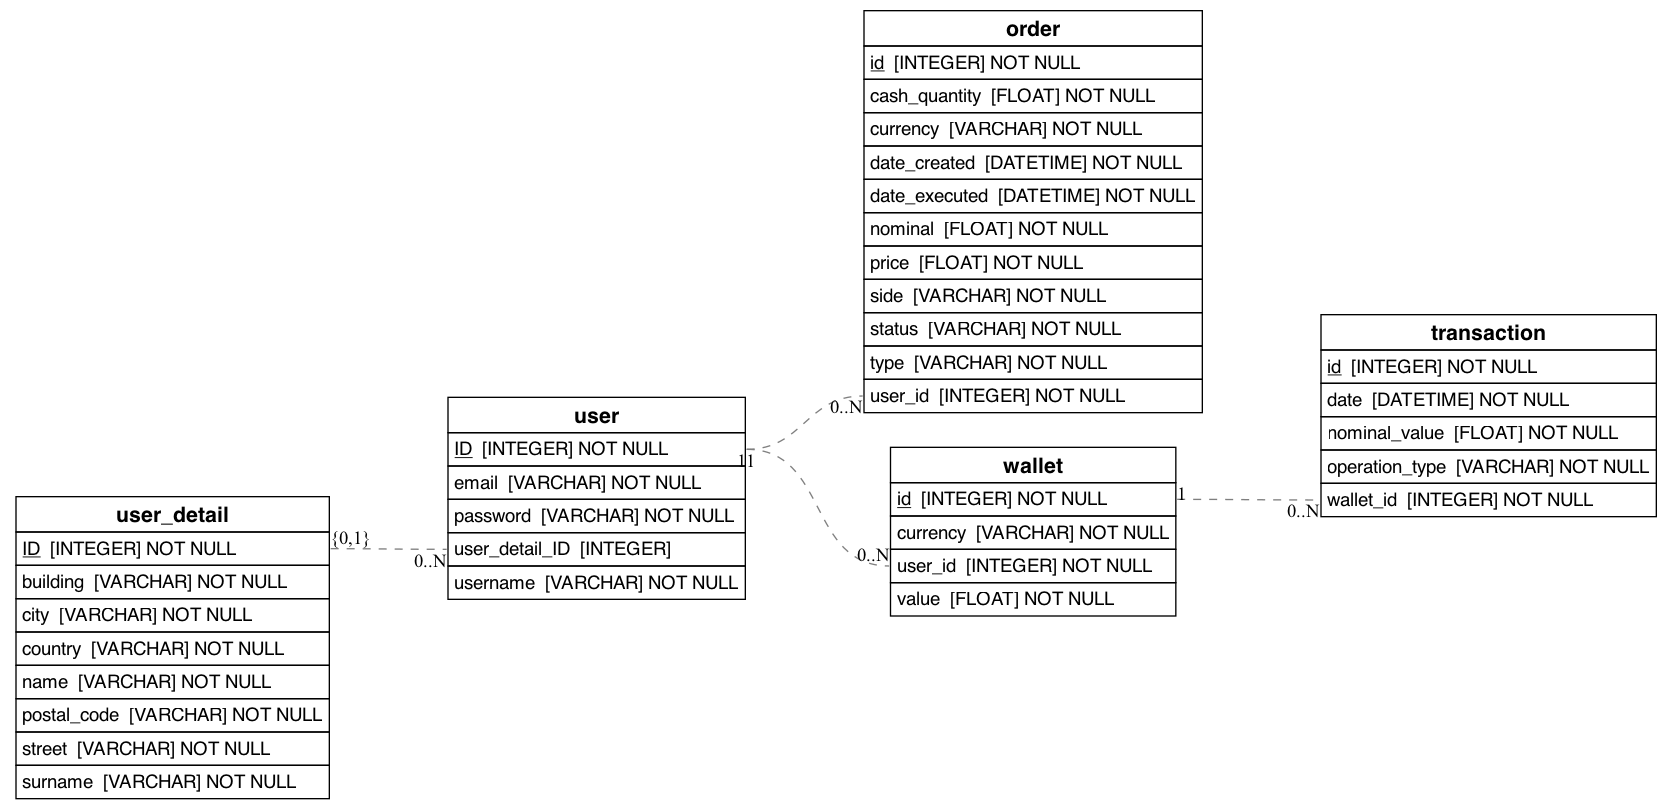 order
id [INTEGER] NOT NULL
cash_quantity [FLOAT] NOT NULL
currency [VARCHAR] NOT NULL
date_created [DATETIME] NOT NULL
date_executed [DATETIME] NOT NULL
nominal [FLOAT] NOT NULL
price [FLOAT] NOT NULL
side [VARCHAR] NOT NULL
status [VARCHAR] NOT NULL
type [VARCHAR] NOT NULL
user_id [INTEGER] NOT NULL
0..N
transaction
id [INTEGER] NOT NULL
date [DATETIME] NOT NULL
nominal_value [FLOAT] NOT NULL
operation_type [VARCHAR] NOT NULL
wallet_id [INTEGER] NOT NULL
0..N
user
ID [INTEGER] NOT NULL
email [VARCHAR] NOT NULL
password [VARCHAR] NOT NULL
user_detail_ID [INTEGER]
username [VARCHAR] NOT NULL
11
0..N
wallet
id [INTEGER] NOT NULL
currency [VARCHAR] NOT NULL
user_id [INTEGER] NOT NULL
value [FLOAT] NOT NULL
1
0..N
user_detail
ID [INTEGER] NOT NULL
building [VARCHAR] NOT NULL
city [VARCHAR] NOT NULL
country [VARCHAR] NOT NULL
name [VARCHAR] NOT NULL
postal_code [VARCHAR] NOT NULL
street [VARCHAR] NOT NULL
surname [VARCHAR] NOT NULL
{0,1}